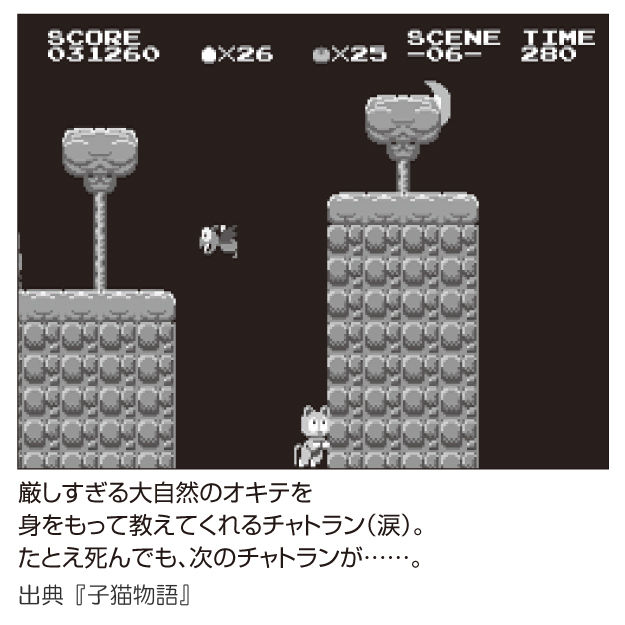 SCORE
031260
×26
×25
SCENE
-06-
TIME
280
厳しすぎる大自然のオキテを
身をもって教えてくれるチャトラン（涙）。
たとえ死んでも、次のチャトランが……。
出典『子猫物語』